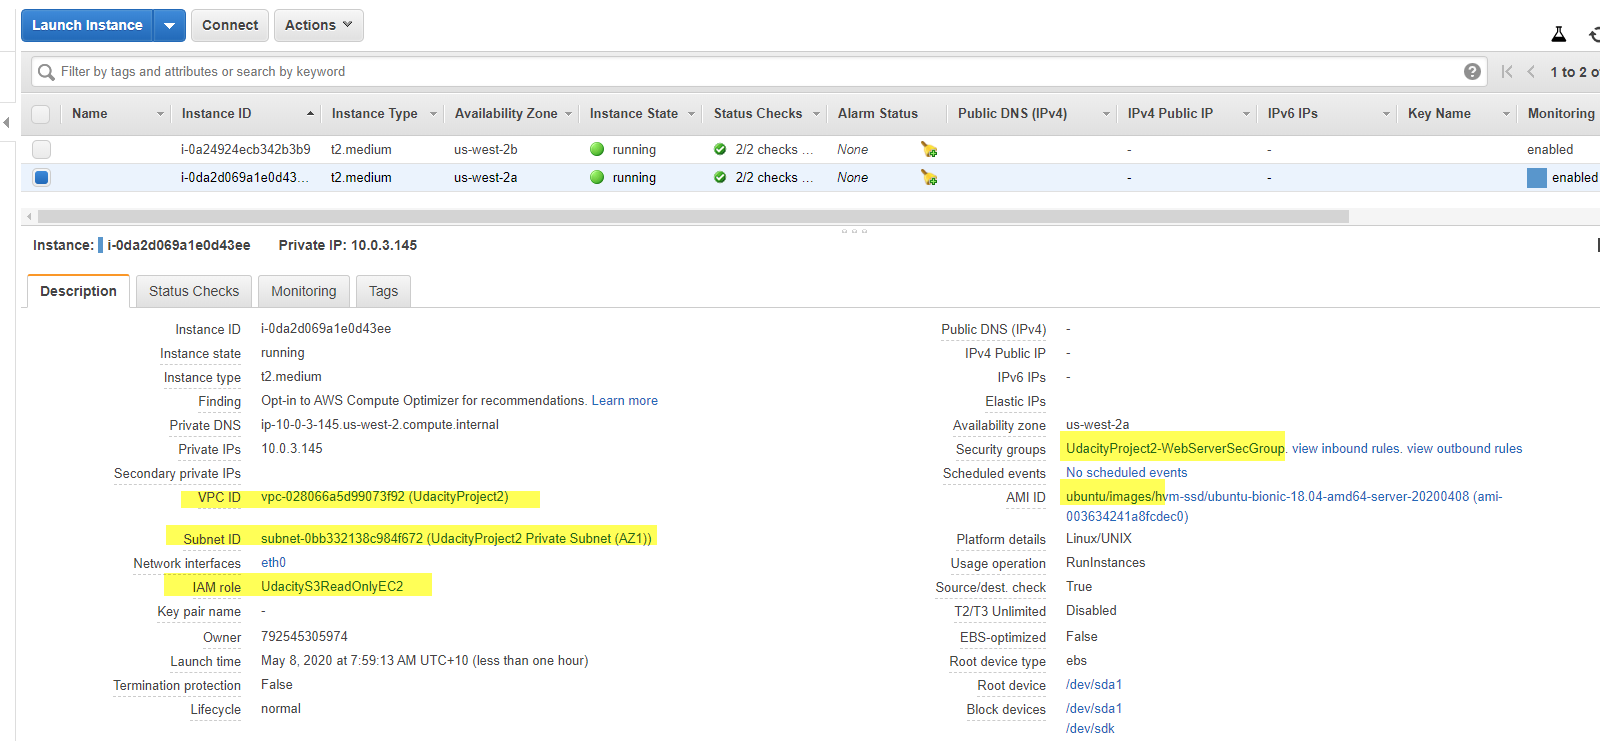 Launch Instance Connect Actions
Filter by tags and attributes or search by keyword 1 to 2 o
Name Instance ID Instance Type Availability Zone Instance State Status Checks Alarm Status Public DNS (IPv4) IPv4 Public IP IPv6 IPs Key Name Monitoring
i-0a24924ecb342b3b9 t2.medium us-west-2b running 2/2 checks ... None - - enabled
i-0da2d069a1e0d43... t2.medium us-west-2a running 2/2 checks ... None - - enabled
Instance: i-0da2d069a1e0d43ee Private IP: 10.0.3.145
Description Status Checks Monitoring Tags
Instance ID i-0da2d069a1e0d43ee
Instance state running
Instance type t2.medium
Finding Opt-in to AWS Compute Optimizer for recommendations. Learn more
Private DNS ip-10-0-3-145.us-west-2.compute.internal
Private IPs 10.0.3.145
Secondary private IPs
VPC ID vpc-028066a5d99073f92 (UdacityProject2)
Subnet ID subnet-0bb332138c984f672 (UdacityProject2 Private Subnet (AZ1))
Network interfaces eth0
IAM role UdacityS3ReadOnlyEC2
Key pair name -
Owner 792545305974
Launch time May 8, 2020 at 7:59:13 AM UTC+10 (less than one hour)
Termination protection False
Lifecycle normal
Public DNS (IPv4) -
IPv4 Public IP -
IPv6 IPs -
Elastic IPs
Availability zone us-west-2a
Security groups UdacityProject2-WebServerSecGroup. view inbound rules. view outbound rules
Scheduled events No scheduled events
AMI ID ubuntu/images/hvm-ssd/ubuntu-bionic-18.04-amd64-server-20200408 (ami-
003634241a8fcdec0)
Platform details Linux/UNIX
Usage operation RunInstances
Source/dest. check True
T2/T3 Unlimited Disabled
EBS-optimized False
Root device type ebs
Root device /dev/sda1
Block devices /dev/sda1
/dev/sdk